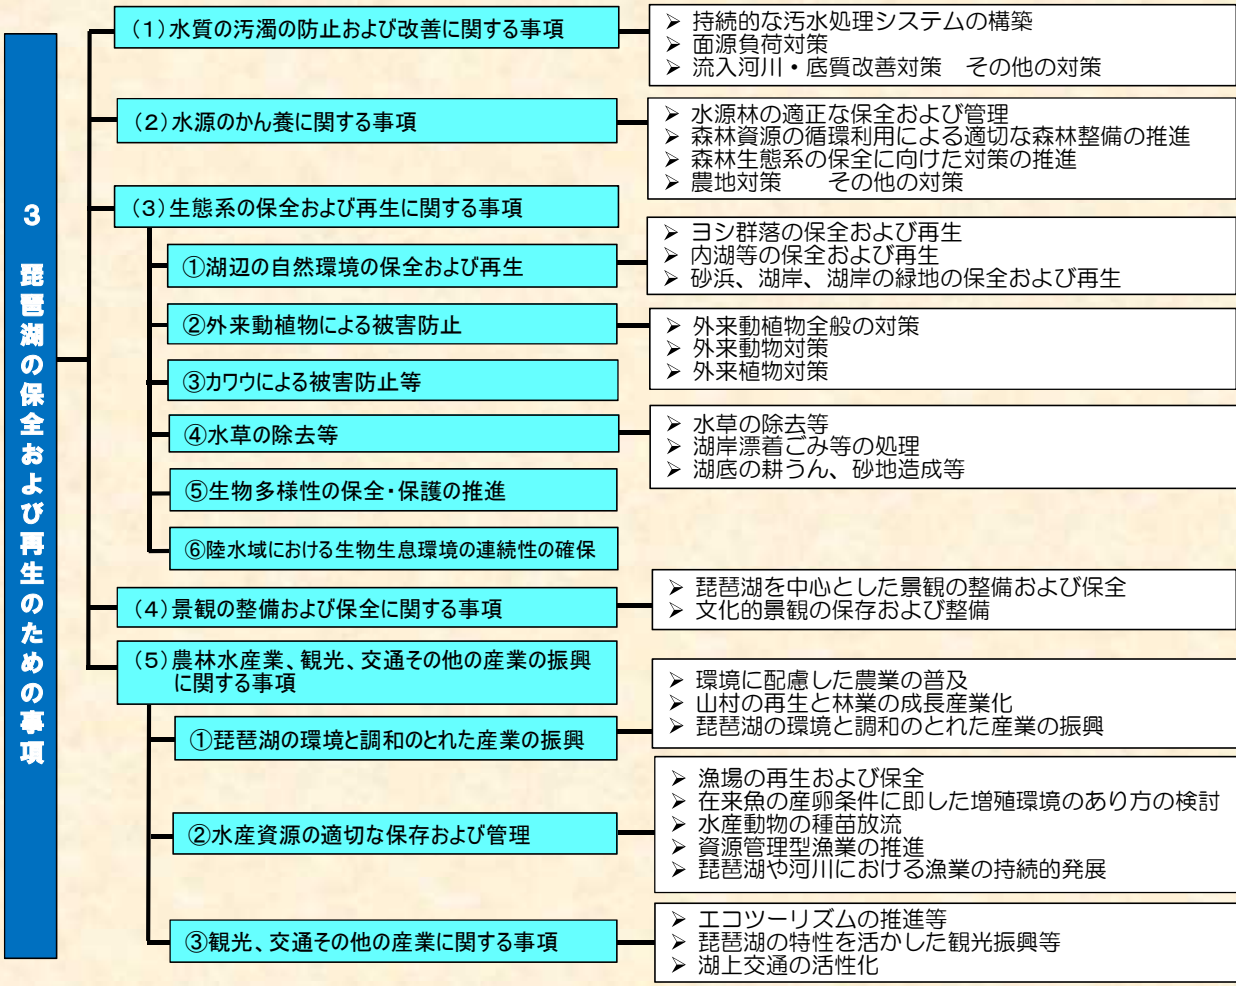 3 琵琶湖の保全および再生のための事項
(1)水質の汚濁の防止および改善に関する事項
➢ 持続的な汚水処理システムの構築
➢ 面源負荷対策
➢ 流入河川・底質改善対策 その他の対策
(2)水源のかん養に関する事項
➢ 水源林の適正な保全および管理
➢ 森林資源の循環利用による適切な森林整備の推進
➢ 森林生態系の保全に向けた対策の推進
➢ 農地対策 その他の対策
(3)生態系の保全および再生に関する事項
①湖辺の自然環境の保全および再生
➢ ヨシ群落の保全および再生
➢ 内湖等の保全および再生
➢ 砂浜、湖岸、湖岸の緑地の保全および再生
②外来動植物による被害防止
➢ 外来動植物全般の対策
➢ 外来動物対策
➢ 外来植物対策
③カワウによる被害防止等
④水草の除去等
➢ 水草の除去等
➢ 湖岸漂着ごみ等の処理
➢ 湖底の耕うん、砂地造成等
⑤生物多様性の保全・保護の推進
⑥陸水域における生物生息環境の連続性の確保
(4)景観の整備および保全に関する事項
➢ 琵琶湖を中心とした景観の整備および保全
➢ 文化的景観の保存および整備
(5)農林水産業、観光、交通その他の産業の振興
に関する事項
①琵琶湖の環境と調和のとれた産業の振興
➢ 環境に配慮した農業の普及
➢ 山村の再生と林業の成長産業化
➢ 琵琶湖の環境と調和のとれた産業の振興
②水産資源の適切な保存および管理
➢ 漁場の再生および保全
➢ 在来魚の産卵条件に即した増殖環境のあり方の検討
➢ 水産動物の種苗放流
➢ 資源管理型漁業の推進
➢ 琵琶湖や河川における漁業の持続的発展
③観光、交通その他の産業に関する事項
➢ エコツーリズムの推進等
➢ 琵琶湖の特性を活かした観光振興等
➢ 湖上交通の活性化